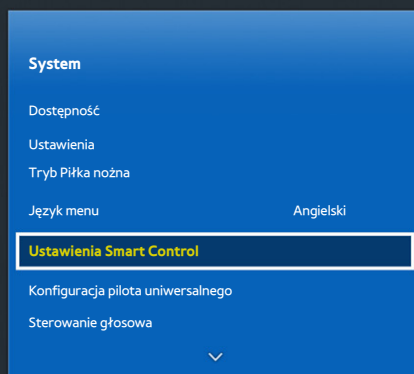 System
Dostępność
Ustawienia
Tryb Piłka nożna
Język menu Angielski
Ustawienia Smart Control
Konfiguracja pilota uniwersalnego
Sterowanie głosowa